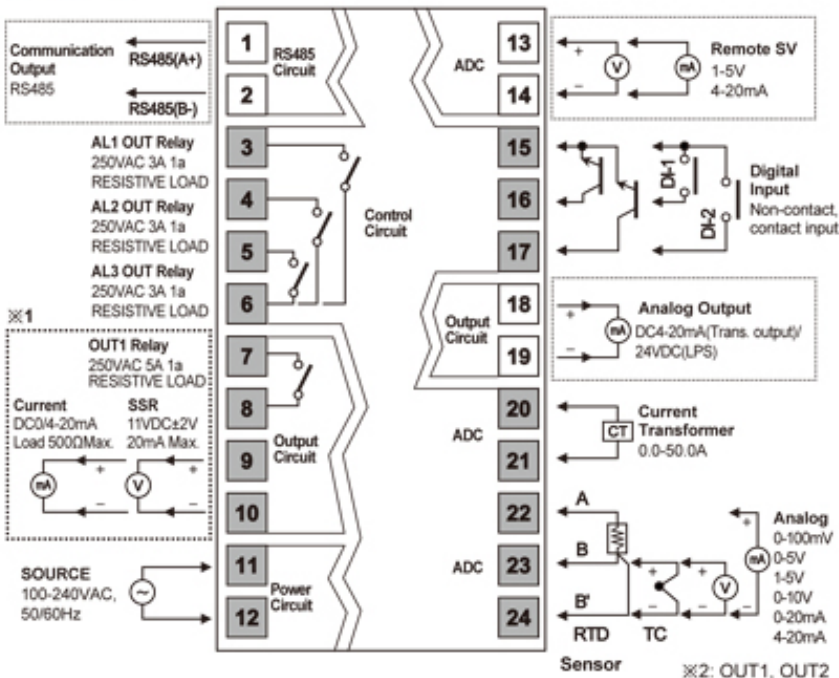 Communication
Output
RS485
RS485(A+)
RS485(B-)
AL1 OUT Relay
250VAC 3A 1a
RESISTIVE LOAD
AL2 OUT Relay
250VAC 3A 1a
RESISTIVE LOAD
AL3 OUT Relay
250VAC 3A 1a
RESISTIVE LOAD
※1
OUT1 Relay
250VAC 5A 1a
RESISTIVE LOAD
Current
DC0/4-20mA
Load 500ΩMax.
SSR
11VDC±2V
20mA Max.
mA
+
−
V
+
−
SOURCE
100-240VAC,
50/60Hz
~
1
2
3
4
5
6
7
8
9
10
11
12
RS485
Circuit
Control
Circuit
Output
Circuit
Power
Circuit
ADC
Output
Circuit
ADC
ADC
13
14
15
16
17
18
19
20
21
22
23
24
+
−
V
mA
Remote SV
1-5V
4-20mA
DI-1
DI-2
Digital
Input
Non-contact,
contact input
+
−
mA
Analog Output
DC4-20mA(Trans. output)/
24VDC(LPS)
CT
Current
Transformer
0.0-50.0A
A
B
B'
RTD
+
−
TC
+
−
V
+
−
mA
Analog
0-100mV
0-5V
1-5V
0-10V
0-20mA
4-20mA
Sensor
※2: OUT1, OUT2